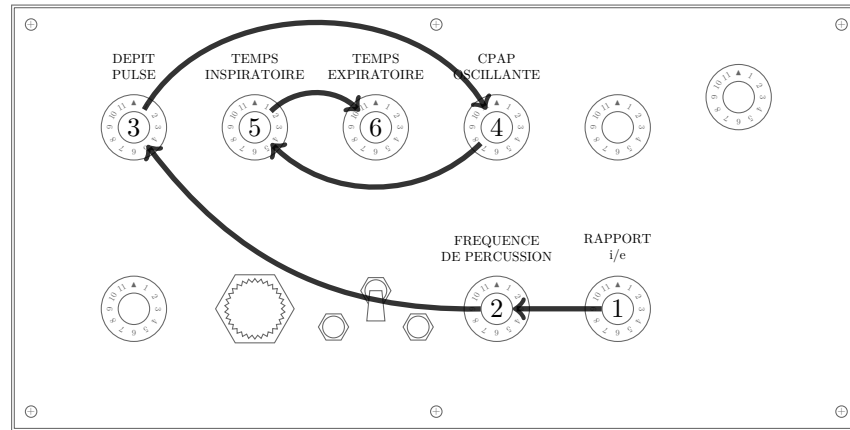 DEPIT
PULSE
TEMPS
INSPIRATOIRE
TEMPS
EXPIRATOIRE
CPAP
OSCILLANTE
3
5
6
4
FREQUENCE
DE PERCUSSION
RAPPORT
i/e
2
1